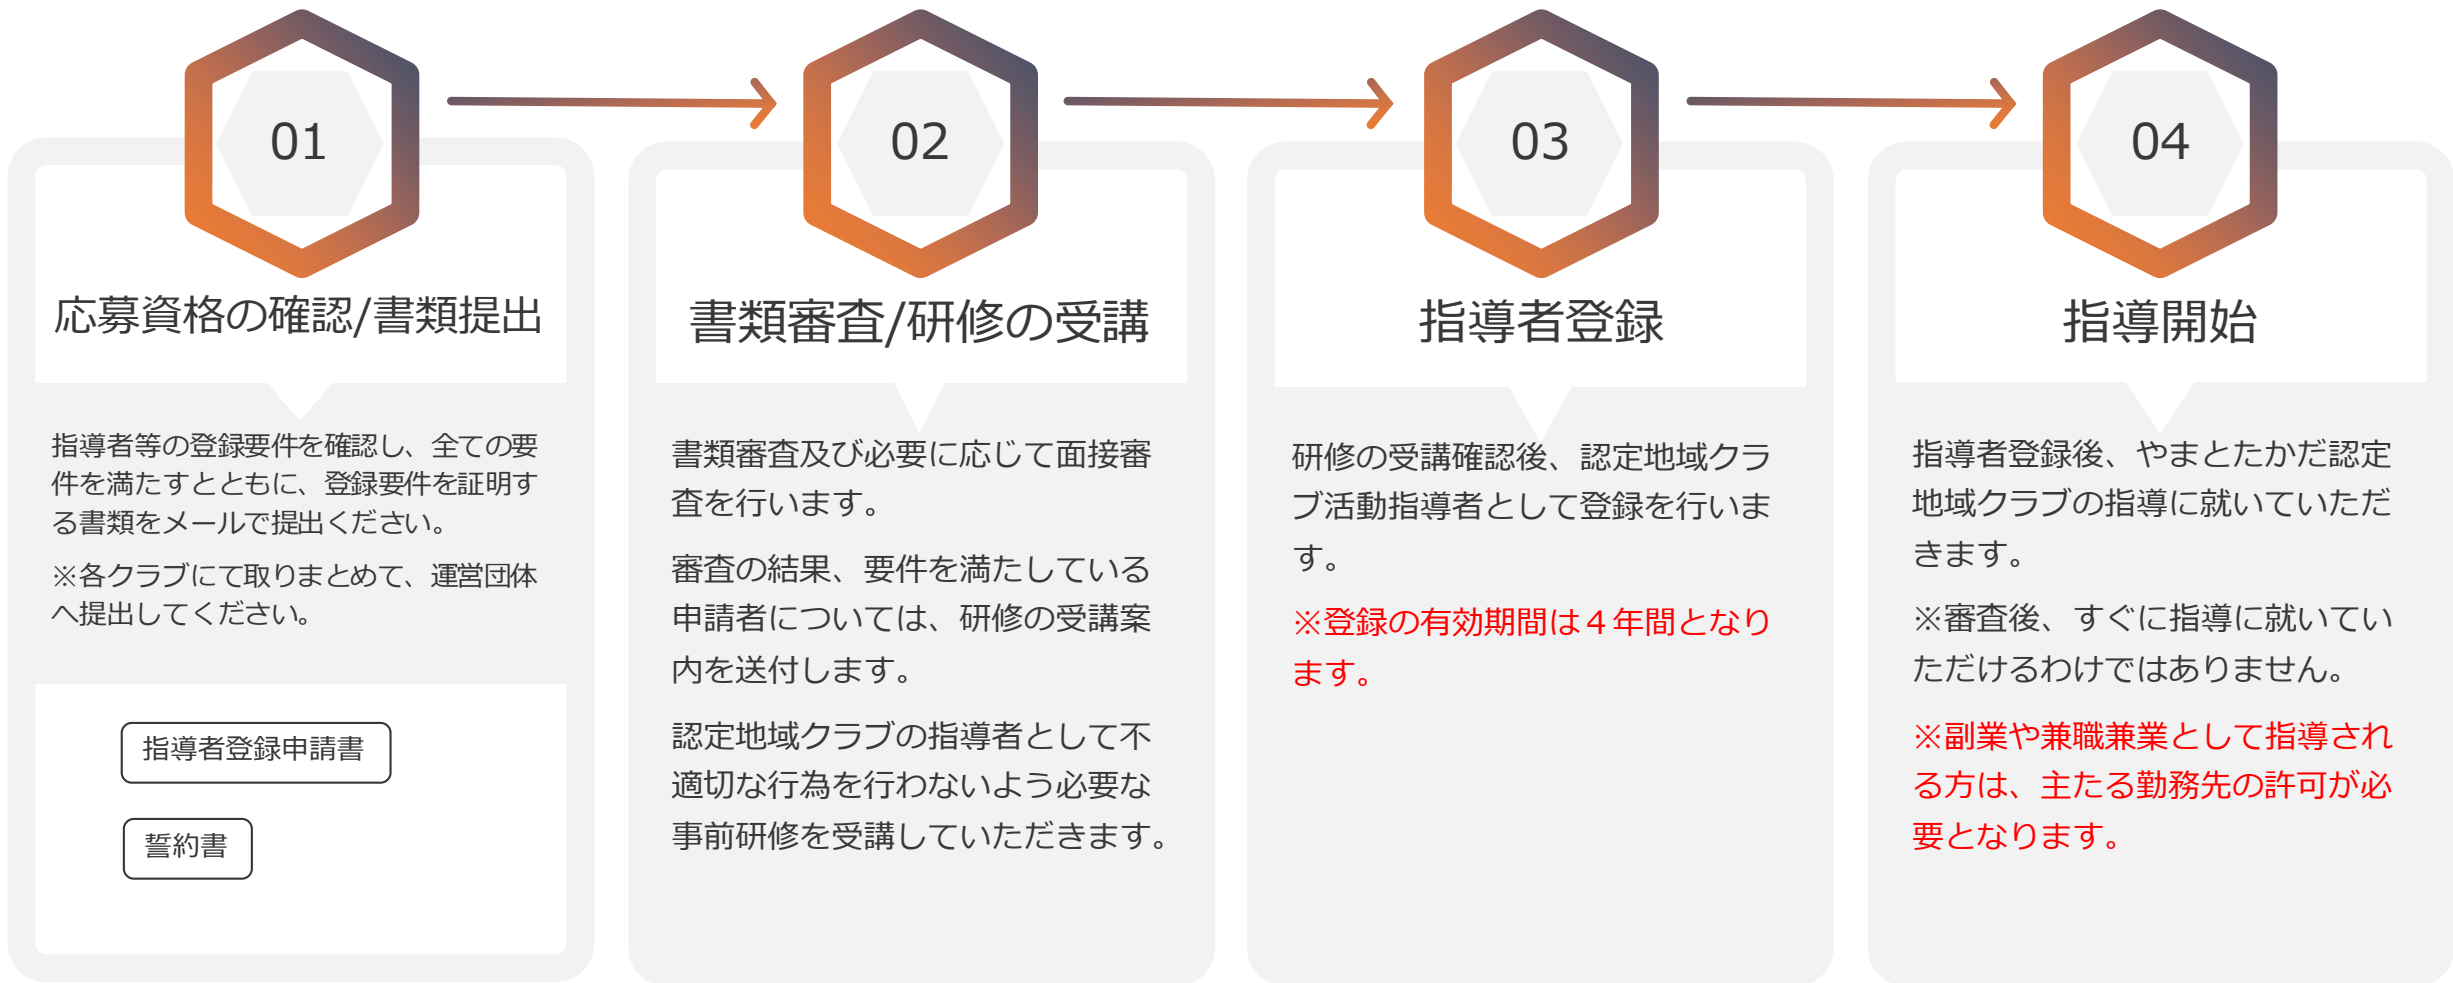 01
応募資格の確認/書類提出
指導者等の登録要件を確認し、全ての要
件を満たすとともに、登録要件を証明す
る書類をメールで提出ください。
※各クラブにて取りまとめて、運営団体
へ提出してください。
指導者登録申請書
誓約書
02
書類審査/研修の受講
書類審査及び必要に応じて面接審
査を行います。
審査の結果、要件を満たしている
申請者については、研修の受講案
内を送付します。
認定地域クラブの指導者として不
適切な行為を行わないよう必要な
事前研修を受講していただきます。
03
指導者登録
研修の受講確認後、認定地域クラ
ブ活動指導者として登録を行いま
す。
※登録の有効期間は４年間となり
ます。
04
指導開始
指導者登録後、やまとたかだ認定
地域クラブの指導に就いていただ
きます。
※審査後、すぐに指導に就いてい
ただけるわけではありません。
※副業や兼職兼業として指導され
る方は、主たる勤務先の許可が必
要となります。